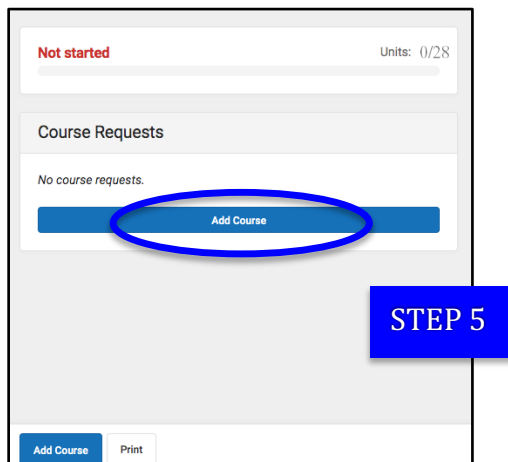 Not started Units: 0/28
Course Requests
No course requests.
Add Course
STEP 5
Add Course Print